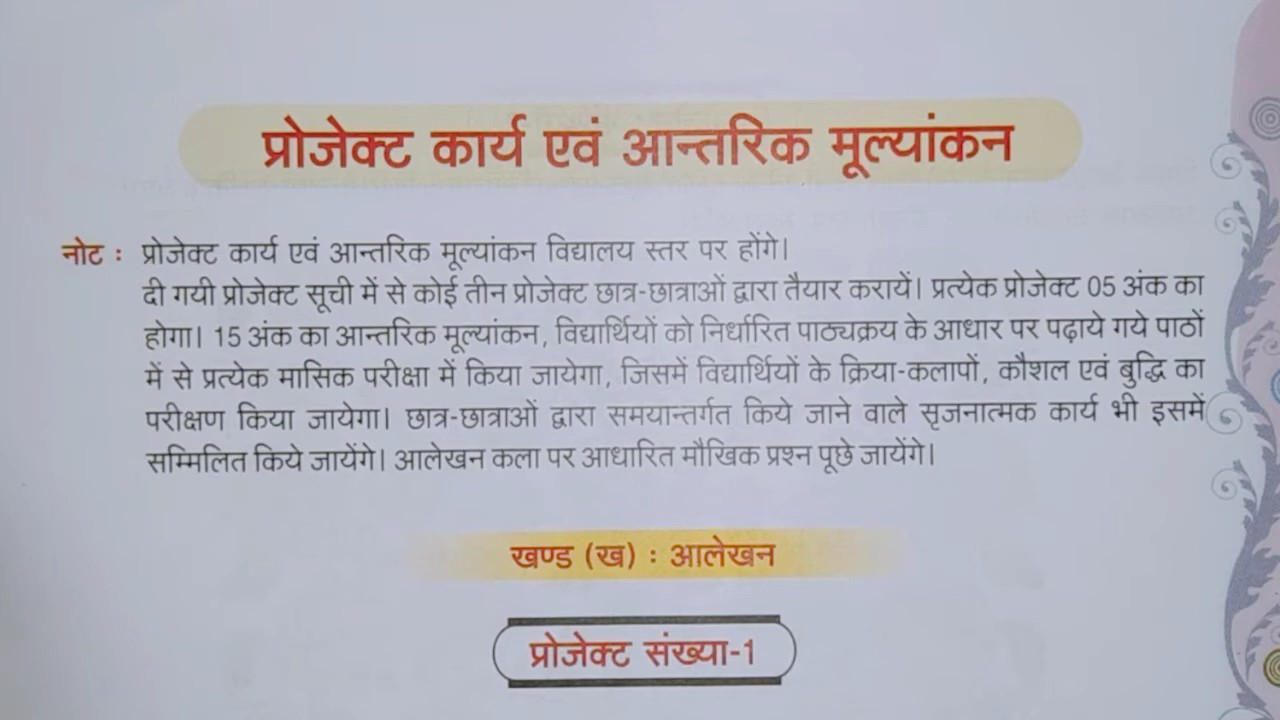 प्रोजेक्ट कार्य एवं आन्तरिक मूल्यांकन
नोट : प्रोजेक्ट कार्य एवं आन्तरिक मूल्यांकन विद्यालय स्तर पर होंगे।
दी गयी प्रोजेक्ट सूची में से कोई तीन प्रोजेक्ट छात्र-छात्राओं द्वारा तैयार करायें। प्रत्येक प्रोजेक्ट 05 अंक का
होगा। 15 अंक का आन्तरिक मूल्यांकन, विद्यार्थियों को निर्धारित पाठ्यक्रय के आधार पर पढ़ाये गये पाठों
में से प्रत्येक मासिक परीक्षा में किया जायेगा, जिसमें विद्यार्थियों के क्रिया-कलापों, कौशल एवं बुद्धि का
परीक्षण किया जायेगा। छात्र-छात्राओं द्वारा समयान्तर्गत किये जाने वाले सृजनात्मक कार्य भी इसमें
सम्मिलित किये जायेंगे। आलेखन कला पर आधारित मौखिक प्रश्न पूछे जायेंगे।
खण्ड (ख) : आलेखन
प्रोजेक्ट संख्या-1